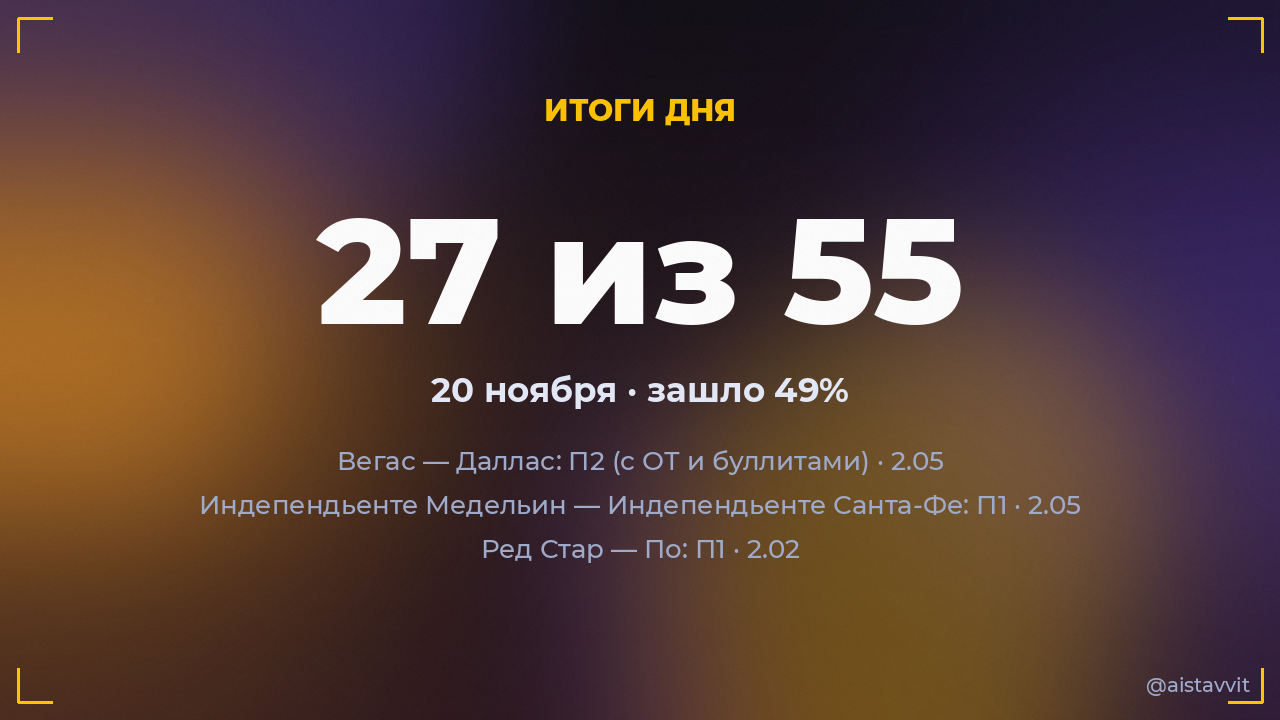 ИТОГИ ДНЯ
27 из 55
20 ноября · зашло 49%
Вегас — Даллас: П2 (с ОТ и буллитами) · 2.05
Индепендьенте Медельин — Индепендьенте Санта-Фе: П1 · 2.05
Ред Стар — По: П1 · 2.02
@aistavvit